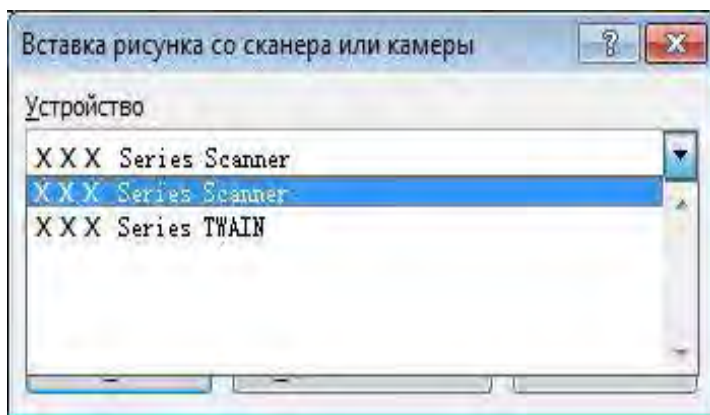 Вставка рисунка со сканера или камеры
Устройство
X X X Series Scanner
X X X Series Scanner
X X X Series TWAIN